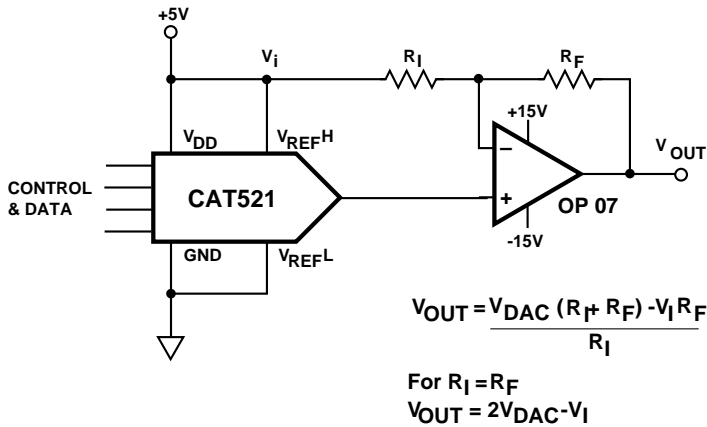 +5V
Vi
RI
RF
+15V
VDD
VREFH
VOUT
CONTROL
& DATA
CAT521
−
+
OP 07
-15V
GND
VREFL
VOUT = VDAC (RI+ RF) -VI RF
RI
For RI = RF
VOUT = 2VDAC -VI